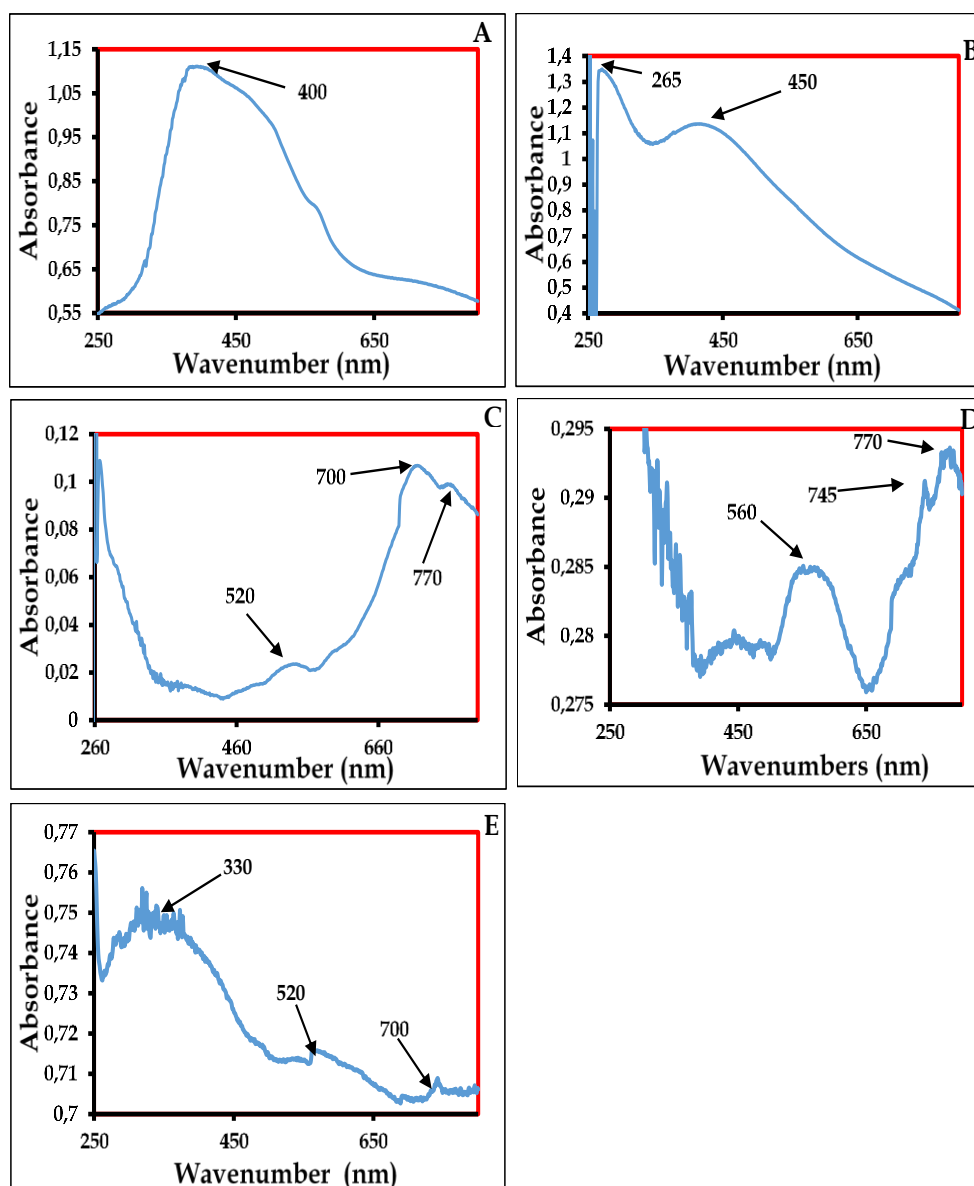 A
Absorbance
1,15
1,05
0,95
0,85
0,75
0,65
0,55
400
250 450 650
Wavenumber (nm)
B
Absorbance
1,4
1,3
1,2
1,1
1
0,9
0,8
0,7
0,6
0,5
0,4
265
450
250 450 650
Wavenumber (nm)
C
Absorbance
0,12
0,1
0,08
0,06
0,04
0,02
0
700
770
520
260 460 660
Wavenumber (nm)
D
Absorbance
0,295
0,29
0,285
0,28
0,275
770
745
560
250 450 650
Wavenumbers (nm)
E
Absorbance
0,77
0,76
0,75
0,74
0,73
0,72
0,71
0,7
330
520
700
250 450 650
Wavenumber (nm)